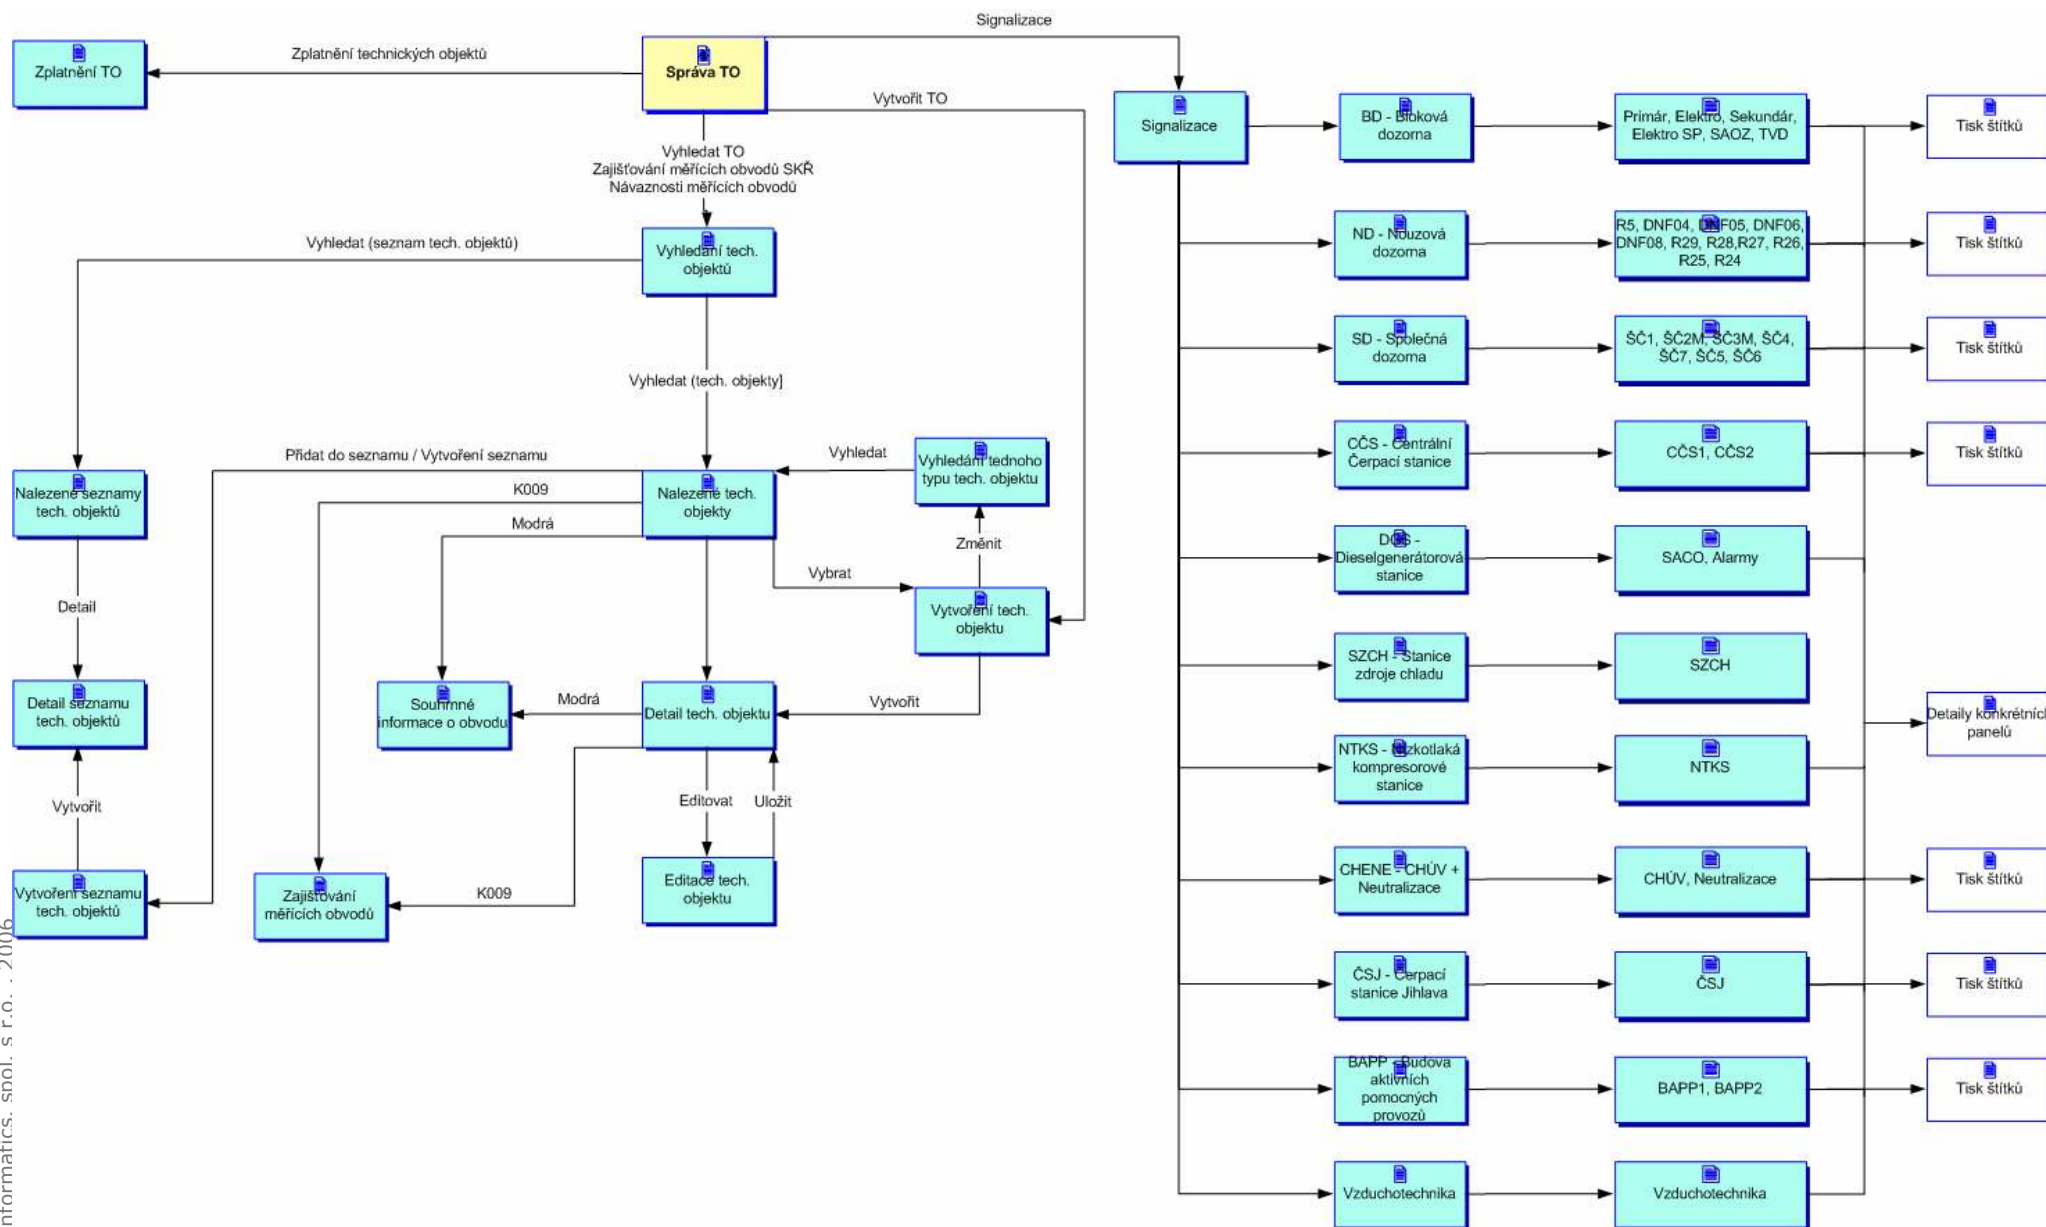 Signalizace
Zplatnění TO
Zplatnění technických objektů
Správa TO
Vytvořit TO
Vyhledat TO
Zajišťování měřících obvodů SKŘ
Návaznosti měřících obvodů
Vyhledat (seznam tech. objektů)
Vyhledání tech.
objektů
Vyhledat (tech. objekty]
Přidat do seznamu / Vytvoření seznamu
Vyhledat
Vyhledání tednoho
typu tech. objektu
Nalezené seznamy
tech. objektů
K009
Nalezené tech.
objekty
Modrá
Změnit
Vybrat
Detail
Vytvoření tech.
objektu
Detail seznamu
tech. objektů
Souhrnné
informace o obvodu
Modrá
Detail tech. objektu
Vytvořit
Vytvořit
Editovat
Uložit
Vytvoření seznamu
tech. objektů
Zajišťování
měřících obvodů
K009
Editace tech.
objektu
Signalizace
BD - Bloková
dozorna
Primár, Elektro, Sekundár,
Elektro SP, SAOZ, TVD
Tisk štítků
ND - Nouzová
dozorna
R5, DNF04, DNF05, DNF06,
DNF08, R29, R28,R27, R26,
R25, R24
Tisk štítků
SD - Společná
dozorna
ŠČ1, ŠČ2M, ŠČ3M, ŠČ4,
ŠČ7, ŠČ5, ŠČ6
Tisk štítků
CČS - Centrální
Čerpací stanice
CČS1, CČS2
Tisk štítků
DGS -
Dieselgenerátorová
stanice
SACO, Alarmy
SZCH - Stanice
zdroje chladu
SZCH
Detaily konkrétních
panelů
NTKS - Nízkotlaká
kompresorové
stanice
NTKS
CHENE - CHÚV +
Neutralizace
CHÚV, Neutralizace
Tisk štítků
ČSJ - Čerpací
stanice Jihlava
ČSJ
Tisk štítků
BAPP - Budova
aktivních
pomocných
provozů
BAPP1, BAPP2
Tisk štítků
Vzduchotechnika
Vzduchotechnika
nformatics, spol. s r.o. , 2006